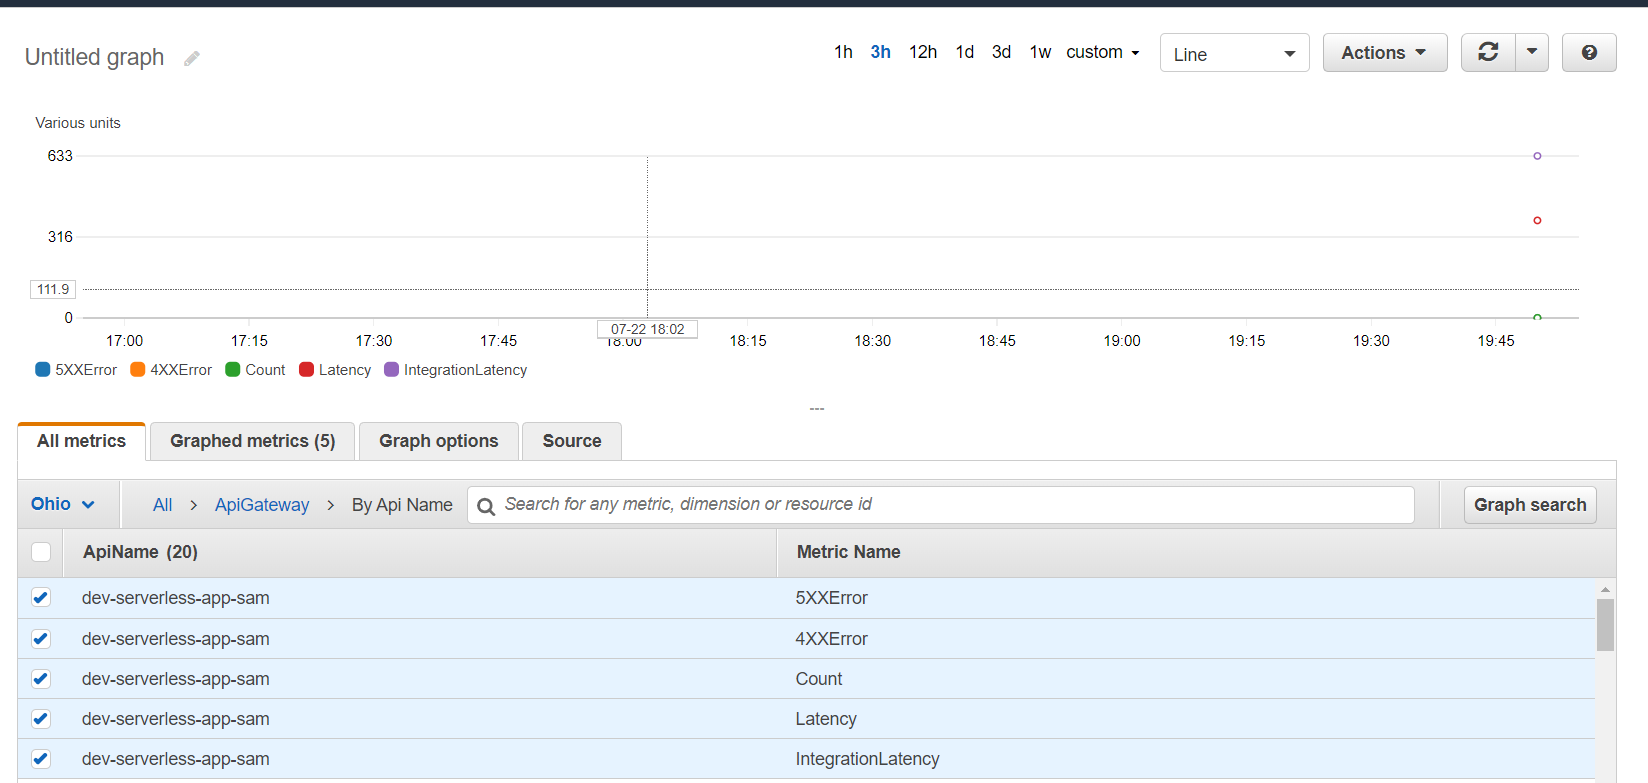 Untitled graph
1h 3h 12h 1d 3d 1w custom Line Actions
Various units
633
316
111.9
0
07-22 18:02
17:00 17:15 17:30 17:45 18:00 18:15 18:30 18:45 19:00 19:15 19:30 19:45
5XXError 4XXError Count Latency IntegrationLatency
All metrics Graphed metrics (5) Graph options Source
Ohio All > ApiGateway > By Api Name Search for any metric, dimension or resource id Graph search
ApiName (20) Metric Name
dev-serverless-app-sam 5XXError
dev-serverless-app-sam 4XXError
dev-serverless-app-sam Count
dev-serverless-app-sam Latency
dev-serverless-app-sam IntegrationLatency